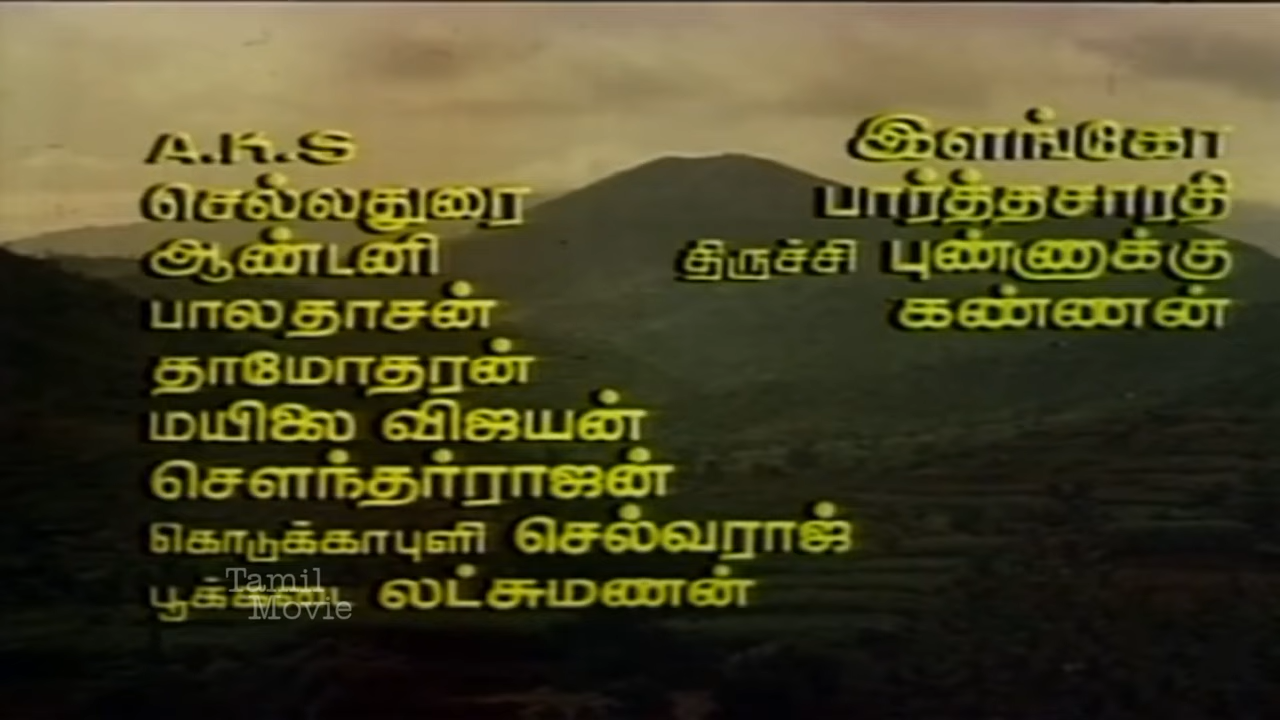 A.K.S
செல்லதுரை
ஆண்டனி
பாலதாசன்
தாமோதரன்
மயிலை விஜயன்
சௌந்தர்ராஜன்
கொடுக்காபுளி செல்வராஜ்
பூக்கடை லட்சுமணன்
இளங்கோ
பார்த்தசாரதி
திருச்சி புண்ணுக்கு
கண்ணன்
Tamil
Movie